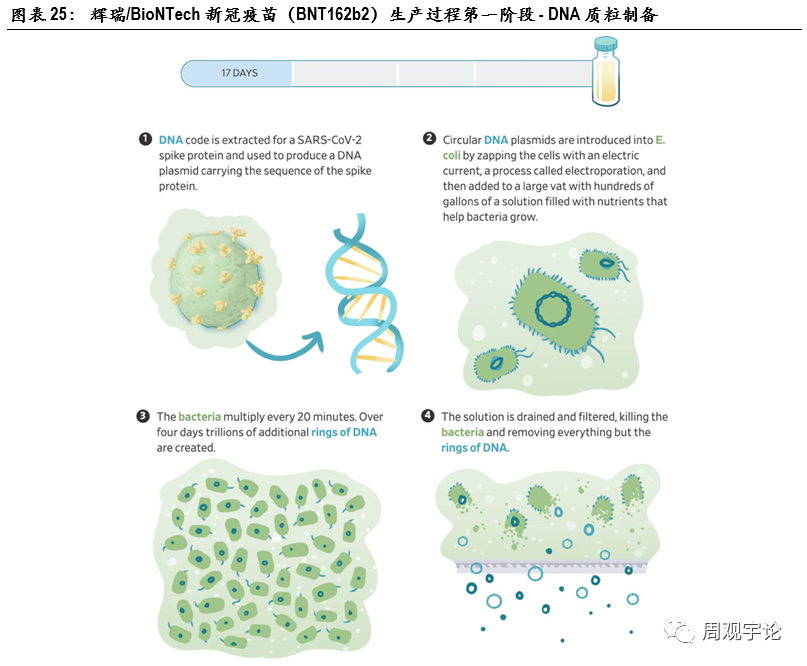 图表 25： 辉瑞/BioNTech 新冠疫苗（BNT162b2）生产过程第一阶段 - DNA 质粒制备
17 DAYS
1 DNA code is extracted for a SARS-CoV-2
spike protein and used to produce a DNA
plasmid carrying the sequence of the spike
protein.
2 Circular DNA plasmids are introduced into E.
coli by zapping the cells with an electric
current, a process called electroporation, and
then added to a large vat with hundreds of
gallons of a solution filled with nutrients that
help bacteria grow.
3 The bacteria multiply every 20 minutes. Over
four days trillions of additional rings of DNA
are created.
4 The solution is drained and filtered, killing the
bacteria and removing everything but the
rings of DNA.
周观宇论